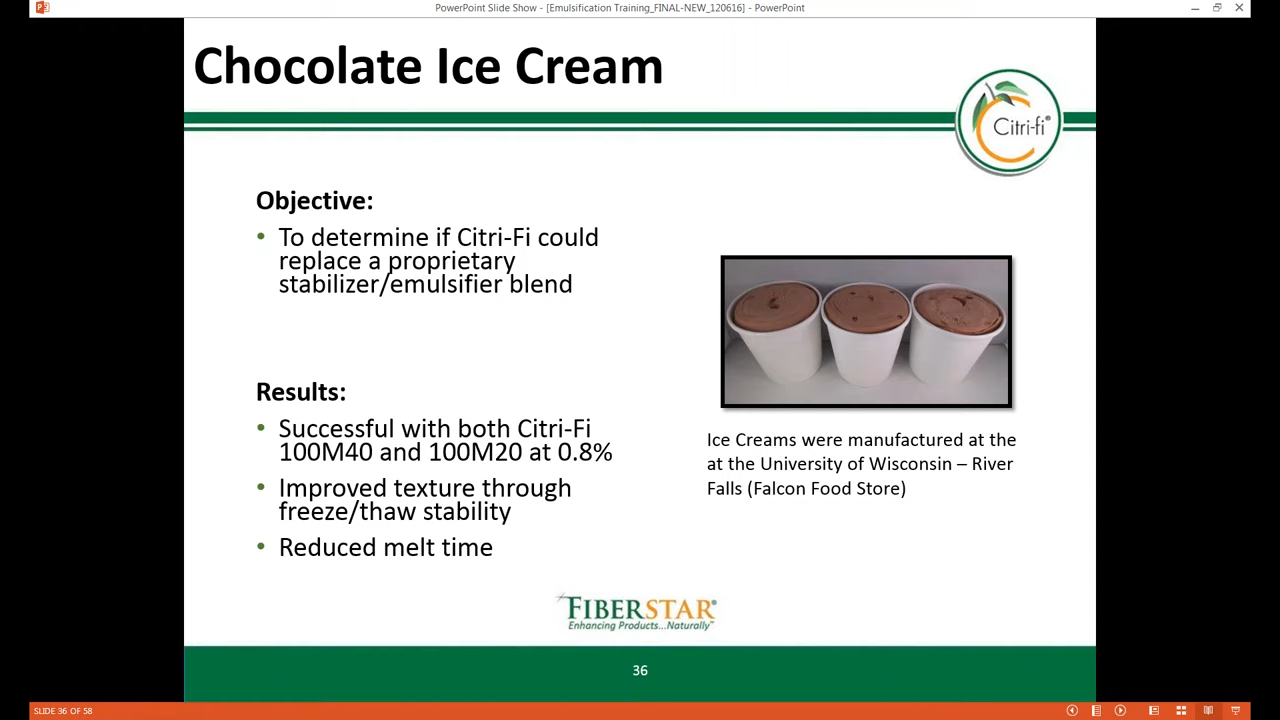 PowerPoint Slide Show - [Emulsification Training_FINAL-NEW_120616] - PowerPoint
Chocolate Ice Cream
Citri-fi®
Objective:
• To determine if Citri-Fi could
replace a proprietary
stabilizer/emulsifier blend
Results:
• Successful with both Citri-Fi
100M40 and 100M20 at 0.8%
• Improved texture through
freeze/thaw stability
• Reduced melt time
Ice Creams were manufactured at the
at the University of Wisconsin – River
Falls (Falcon Food Store)
FIBERSTAR®
Enhancing Products...Naturally™
36
SLIDE 36 OF 58